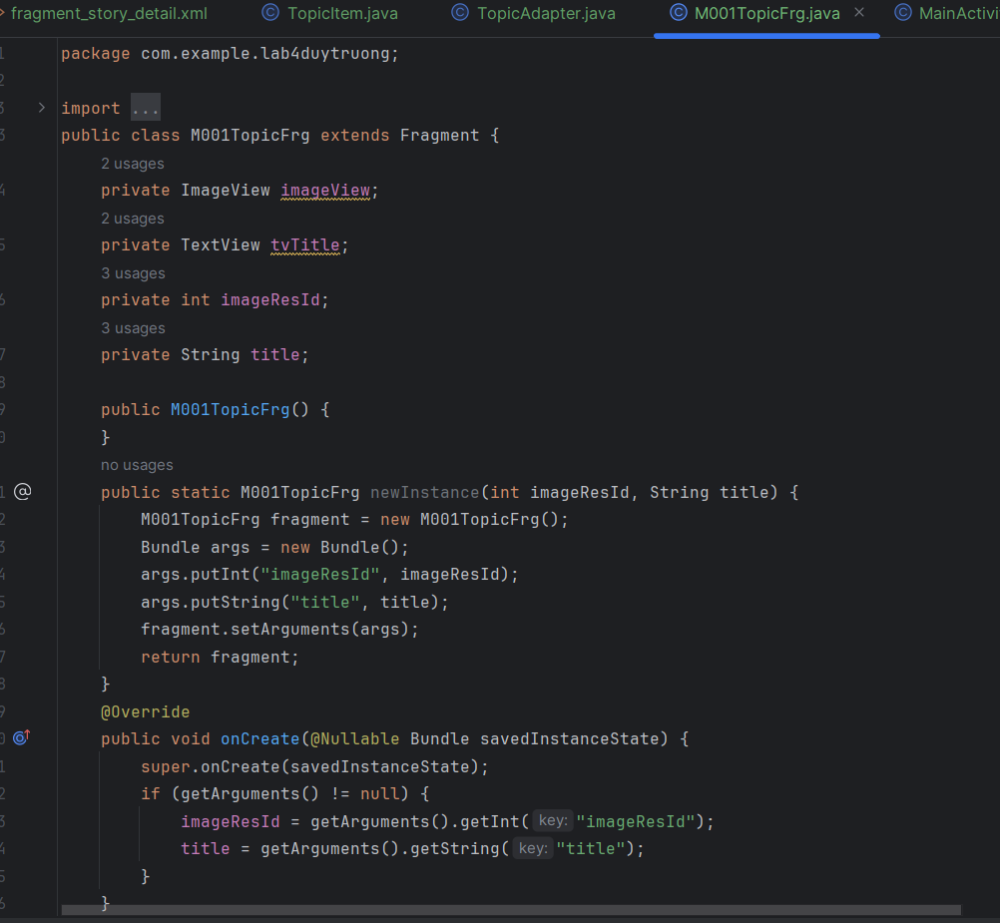 fragment_story_detail.xml TopicItem.java TopicAdapter.java M001TopicFrg.java MainActivi
package com.example.lab4duytruong;
import ...
public class M001TopicFrg extends Fragment {
2 usages
private ImageView imageView;
2 usages
private TextView tvTitle;
3 usages
private int imageResId;
3 usages
private String title;
public M001TopicFrg() {
}
no usages
public static M001TopicFrg newInstance(int imageResId, String title) {
M001TopicFrg fragment = new M001TopicFrg();
Bundle args = new Bundle();
args.putInt("imageResId", imageResId);
args.putString("title", title);
fragment.setArguments(args);
return fragment;
}
@Override
public void onCreate(@Nullable Bundle savedInstanceState) {
super.onCreate(savedInstanceState);
if (getArguments() != null) {
imageResId = getArguments().getInt( key: "imageResId");
title = getArguments().getString( key: "title");
}
}